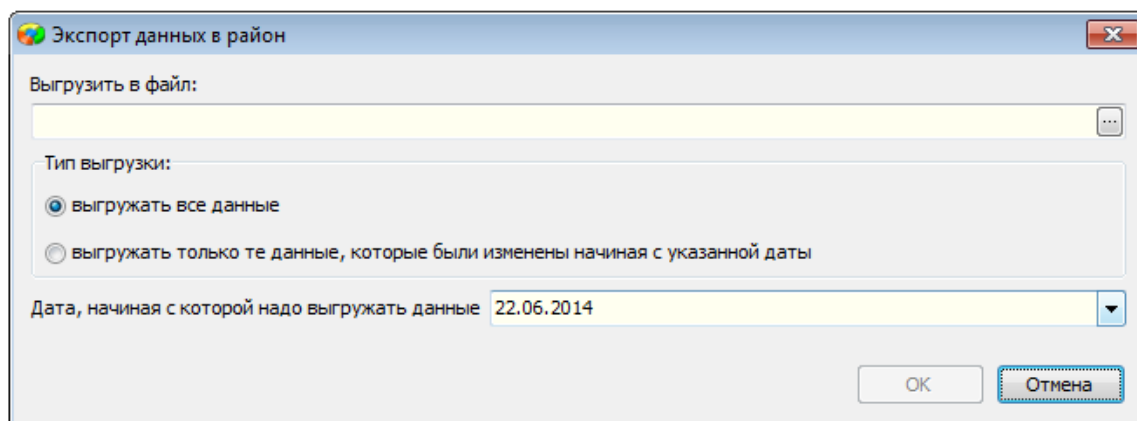 Экспорт данных в район
Выгрузить в файл:
...
Тип выгрузки:
выгружать все данные
выгружать только те данные, которые были изменены начиная с указанной даты
Дата, начиная с которой надо выгружать данные 22.06.2014
ОК Отмена